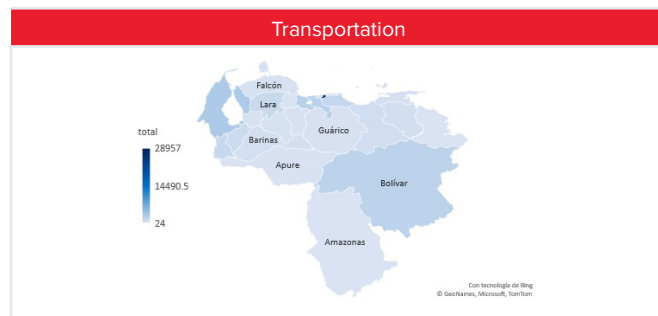 Transportation
Falcón
Lara
Guárico
Barinas
Apure
Bolívar
Amazonas
total
28957
14490.5
24
Con tecnología de Bing
© GeoNames, Microsoft, TomTom